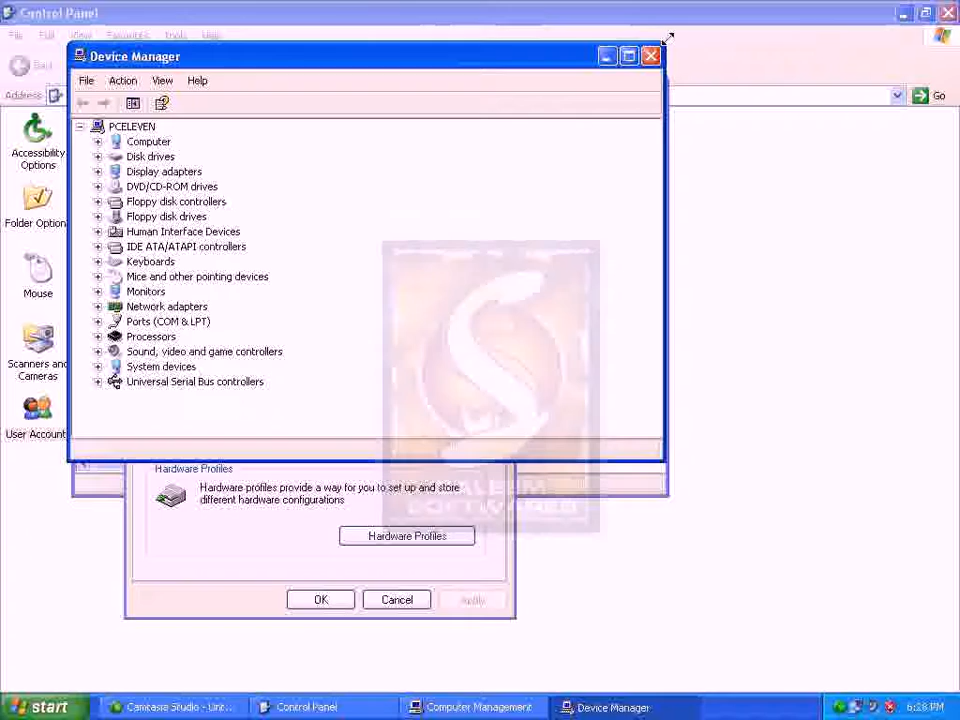 Control Panel
File Edit View Favorites Tools Help
Device Manager
Back
File Action View Help
Address
Go
PCELEVEN
Computer
Disk drives
Display adapters
DVD/CD-ROM drives
Floppy disk controllers
Floppy disk drives
Human Interface Devices
IDE ATA/ATAPI controllers
Keyboards
Mice and other pointing devices
Monitors
Network adapters
Ports (COM & LPT)
Processors
Sound, video and game controllers
System devices
Universal Serial Bus controllers
Accessibility
Options
Folder Option
Mouse
Scanners and
Cameras
User Account
Hardware Profiles
Hardware profiles provide a way for you to set up and store
different hardware configurations
SOFTWARES
Hardware Profiles
OK Cancel Apply
start Camtasia Studio - Unt... Control Panel Computer Management Device Manager 6:28 PM